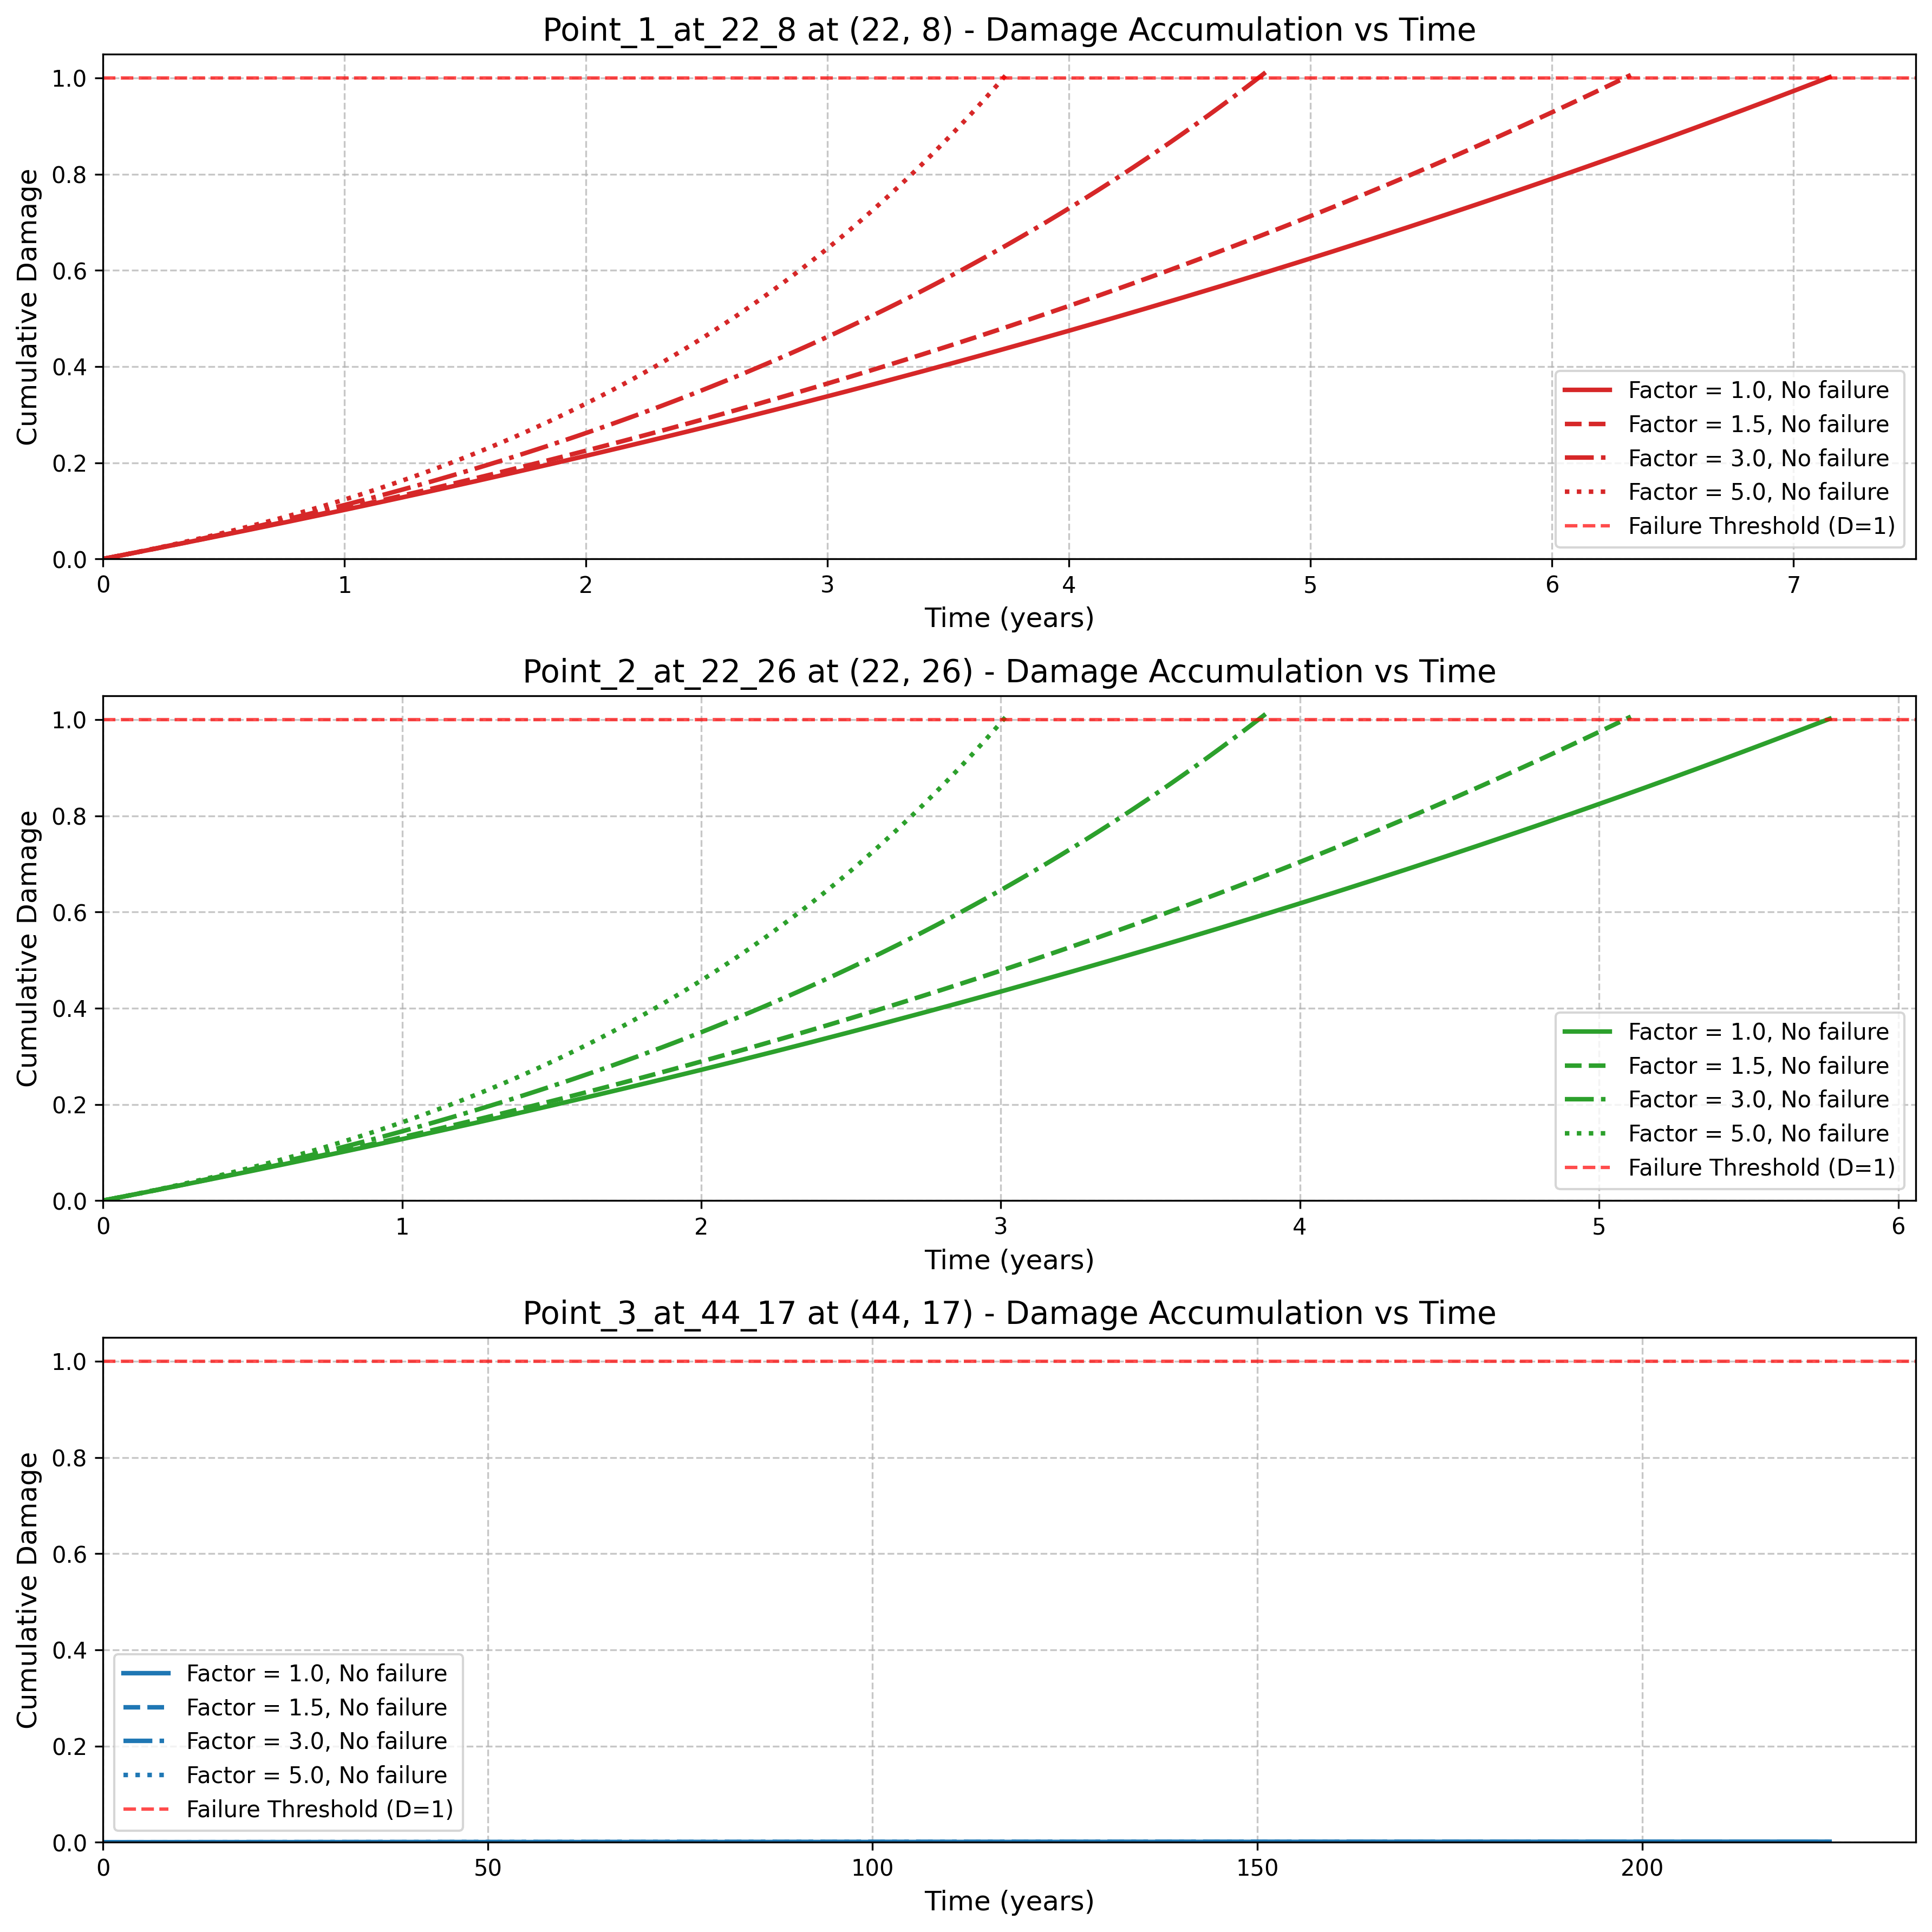 Point_1_at_22_8 at (22, 8) - Damage Accumulation vs Time
Cumulative Damage
1.0
0.8
0.6
0.4
0.2
0.0
Factor = 1.0, No failure
Factor = 1.5, No failure
Factor = 3.0, No failure
Factor = 5.0, No failure
Failure Threshold (D=1)
0 1 2 3 4 5 6 7
Time (years)
Point_2_at_22_26 at (22, 26) - Damage Accumulation vs Time
Cumulative Damage
1.0
0.8
0.6
0.4
0.2
0.0
Factor = 1.0, No failure
Factor = 1.5, No failure
Factor = 3.0, No failure
Factor = 5.0, No failure
Failure Threshold (D=1)
0 1 2 3 4 5 6
Time (years)
Point_3_at_44_17 at (44, 17) - Damage Accumulation vs Time
Cumulative Damage
1.0
0.8
0.6
0.4
0.2
0.0
Factor = 1.0, No failure
Factor = 1.5, No failure
Factor = 3.0, No failure
Factor = 5.0, No failure
Failure Threshold (D=1)
0 50 100 150 200
Time (years)